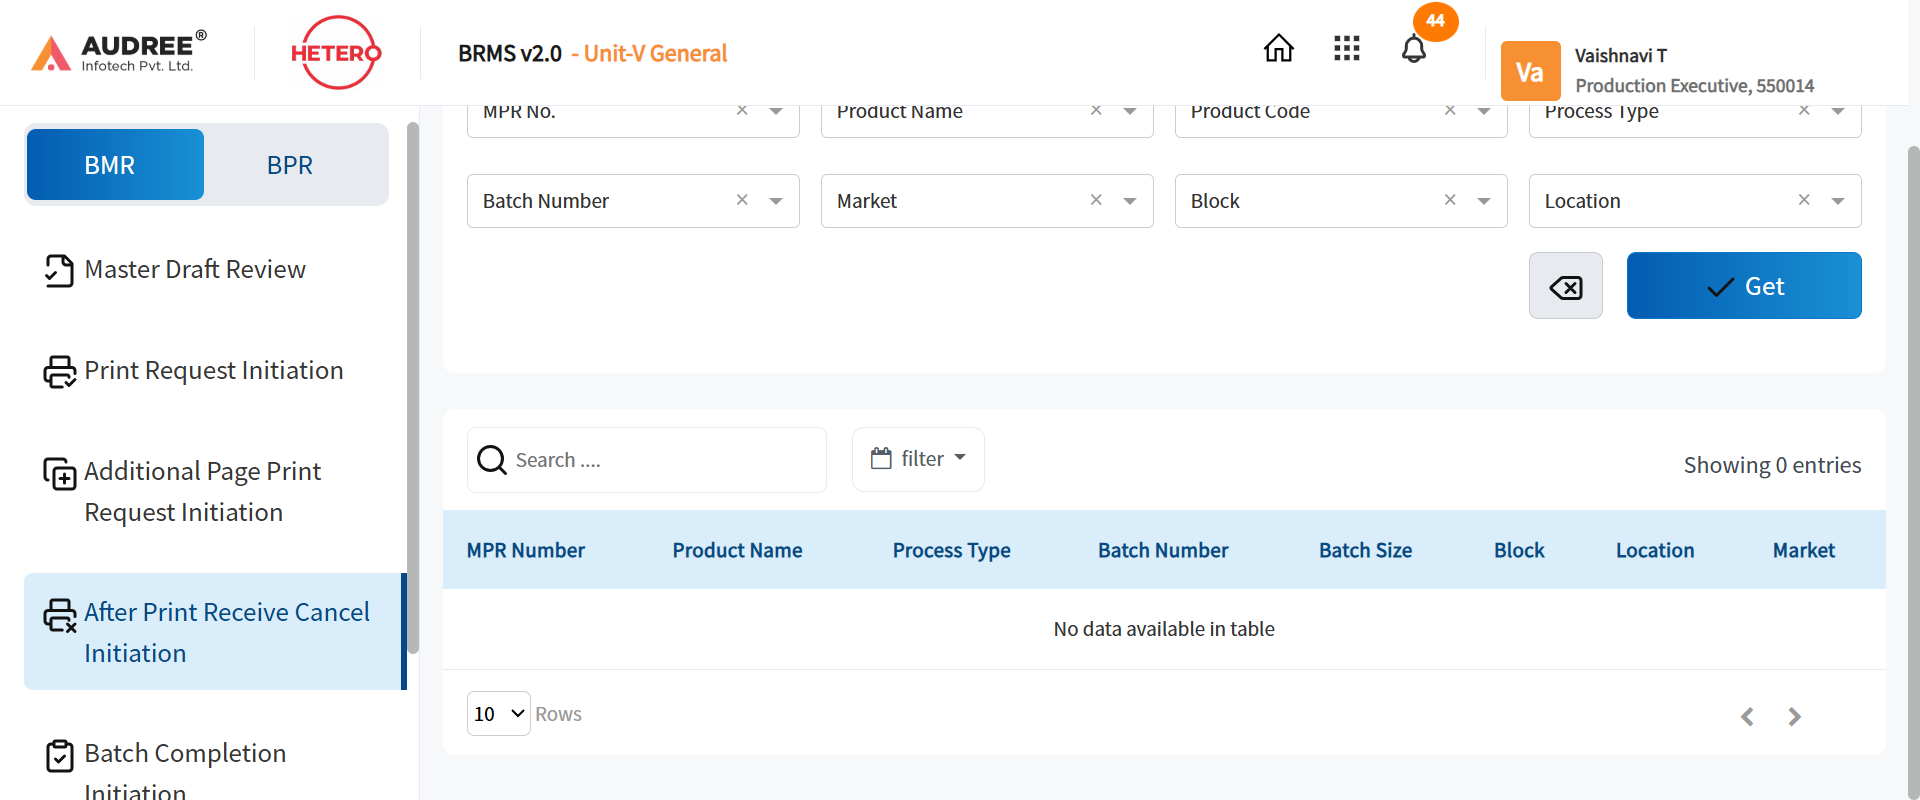 AUDREE®
Infotech Pvt. Ltd.
HETERO
BRMS v2.0 - Unit-V General
44
Va
Vaishnavi T
Production Executive, 550014
BMR
BPR
Master Draft Review
Print Request Initiation
Additional Page Print
Request Initiation
After Print Receive Cancel
Initiation
Batch Completion
Initiation
MPR No. × Product Name × Product Code × Process Type ×
Batch Number × Market × Block × Location ×
Get
Search ....
filter
Showing 0 entries
MPR Number Product Name Process Type Batch Number Batch Size Block Location Market
No data available in table
10 Rows